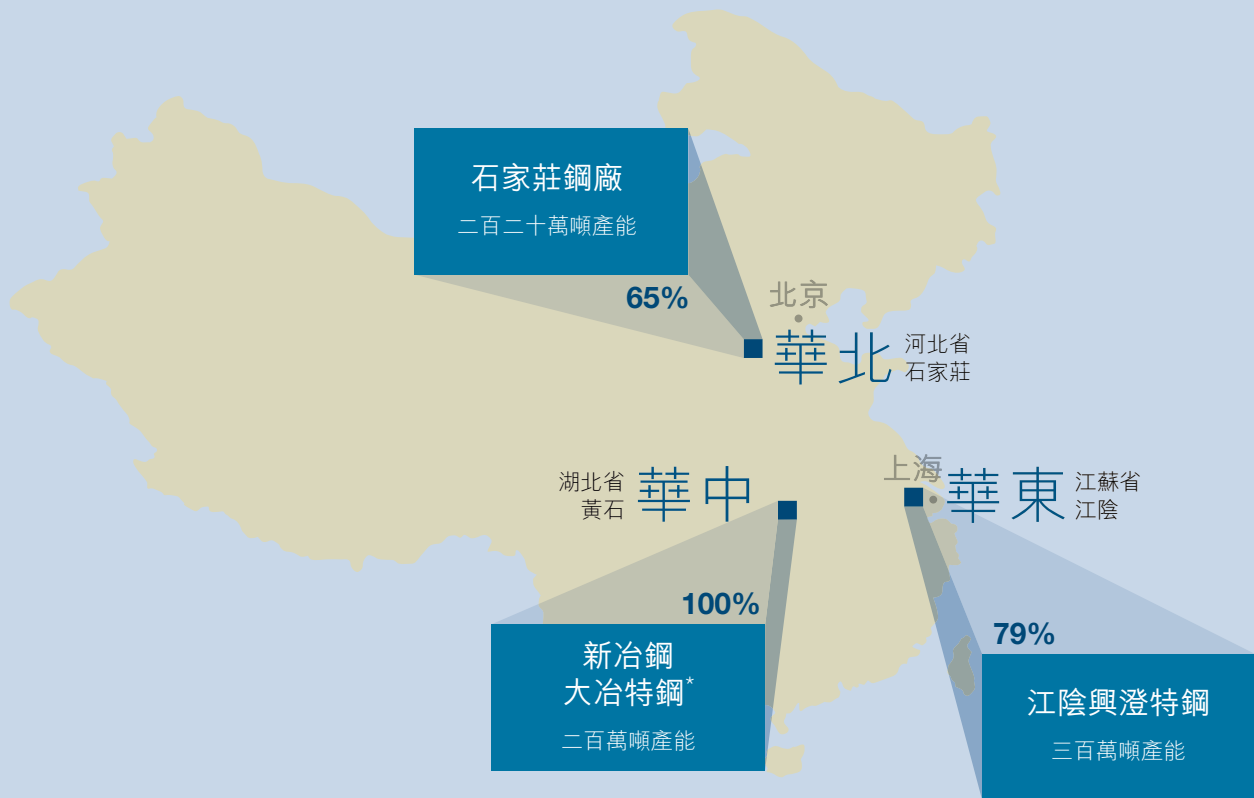 石家莊鋼廠
二百二十萬噸產能
65%
北京
華北
河北省
石家莊
湖北省
黃石
華中
上海
華東
江蘇省
江陰
100%
新冶鋼
大冶特鋼*
二百萬噸產能
79%
江陰興澄特鋼
三百萬噸產能